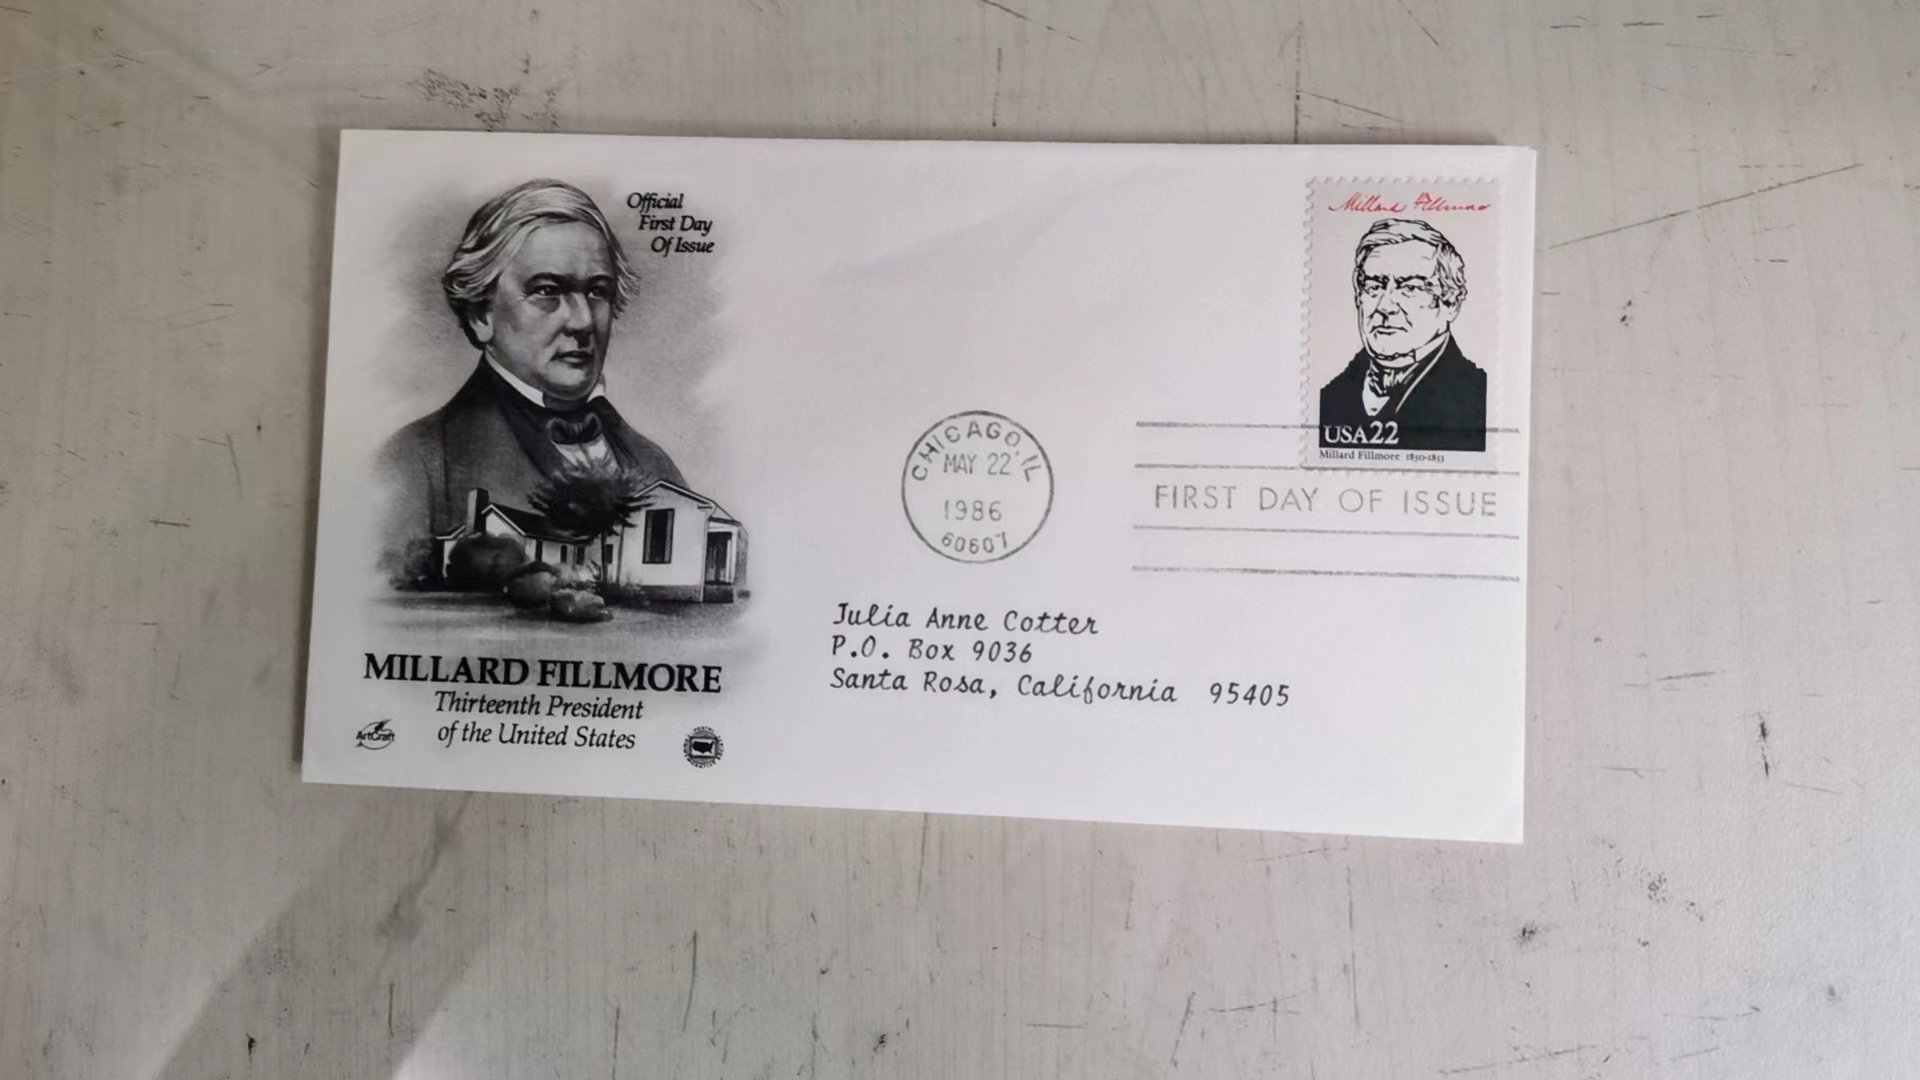 Official
First Day
Of Issue
Millard Fillmore
USA 22
Millard Fillmore 1850-1853
CHICAGO, IL
MAY 22
1986
60607
FIRST DAY OF ISSUE
Julia Anne Cotter
P.O. Box 9036
Santa Rosa, California 95405
MILLARD FILLMORE
Thirteenth President
of the United States
ArtCraft